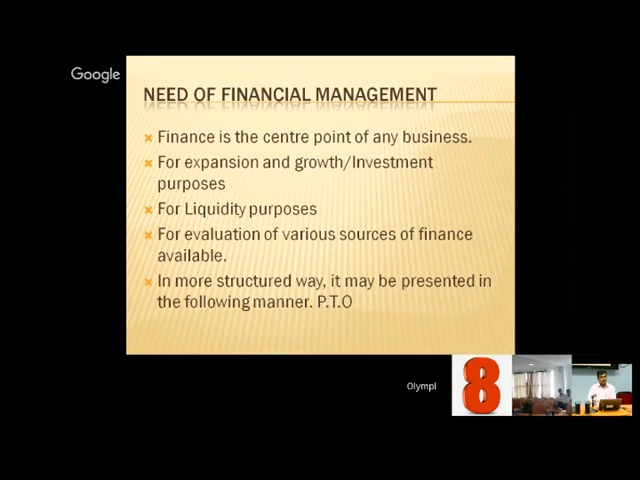 Google
NEED OF FINANCIAL MANAGEMENT
Finance is the centre point of any business.
For expansion and growth/Investment
purposes
For Liquidity purposes
For evaluation of various sources of finance
available.
In more structured way, it may be presented in
the following manner. P.T.O
Olympl
8